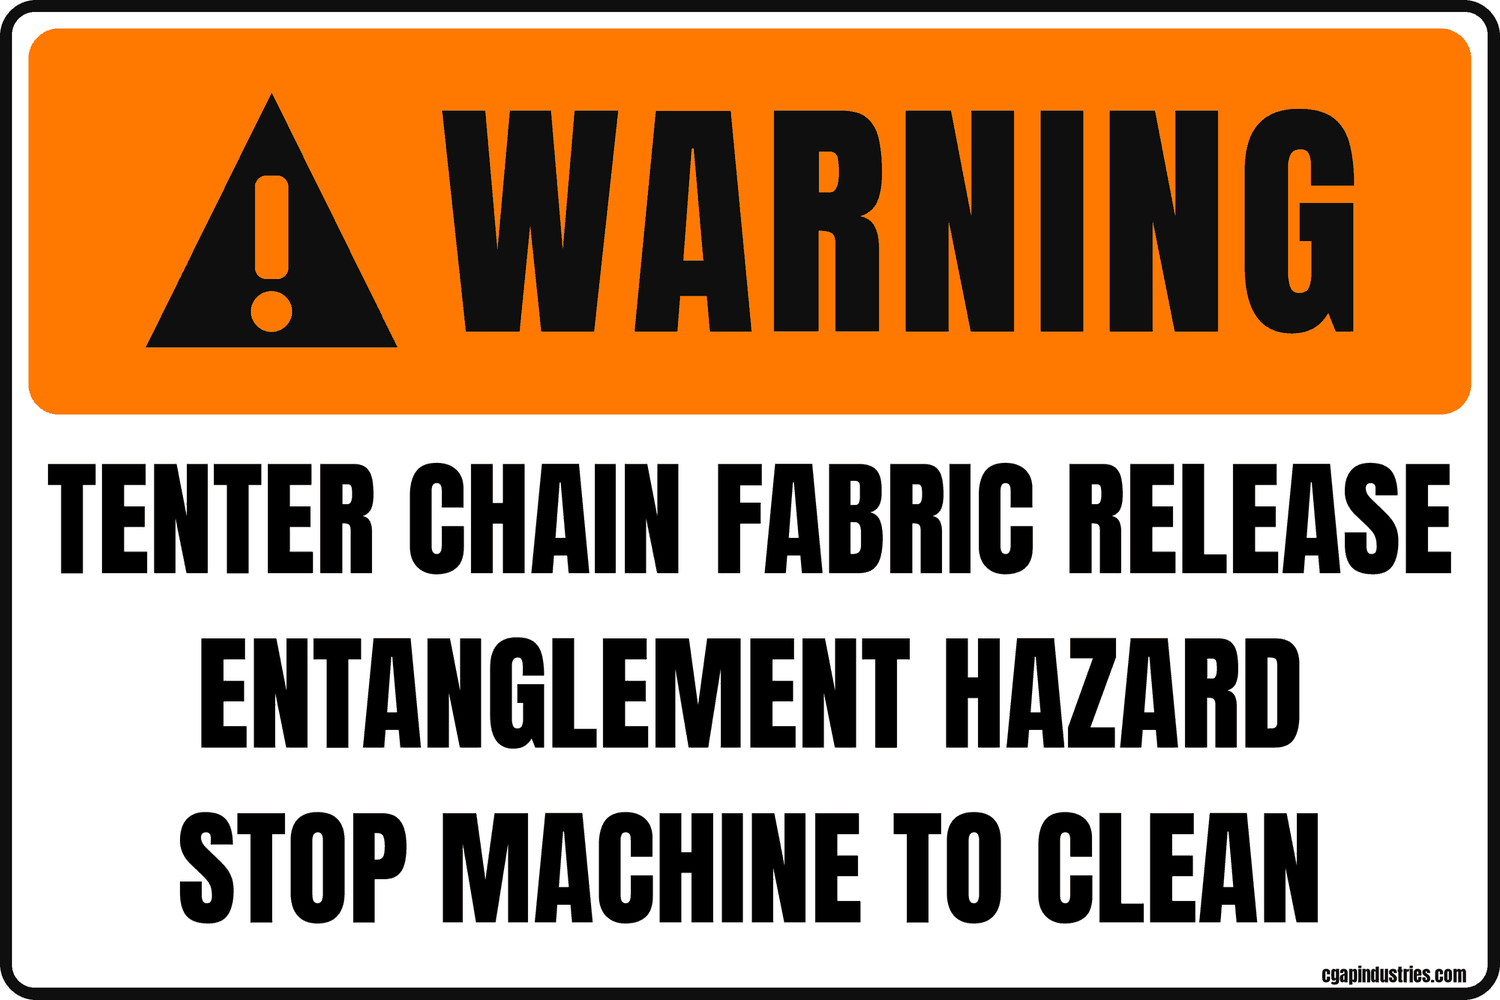 WARNING
TENTER CHAIN FABRIC RELEASE
ENTANGLEMENT HAZARD
STOP MACHINE TO CLEAN
cgapindustries.com